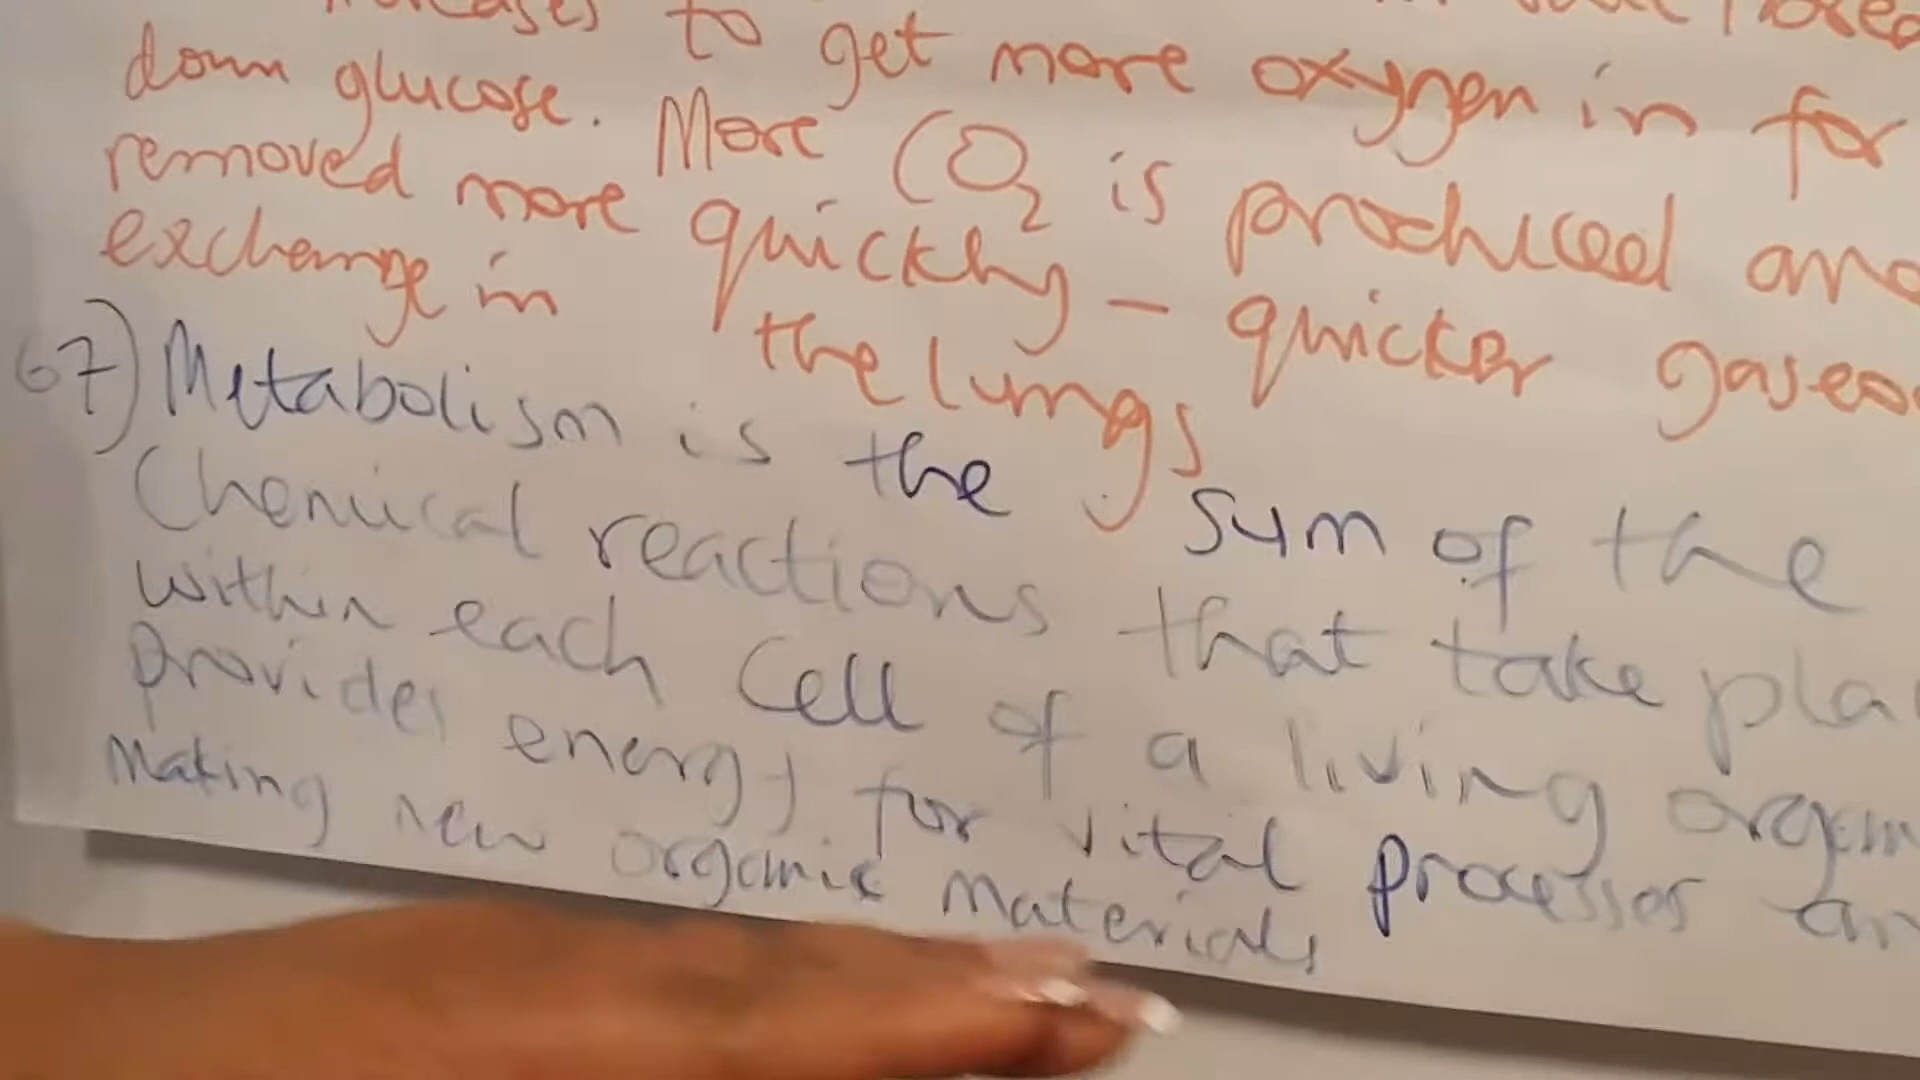 to get more oxygen in for
down glucose. More CO2 is produced and
removed more quickly - quicker gaseo
exchange in the lungs
67) Metabolism is the sum of the
Chemical reactions that take pla
within each Cell of a living organ
provides energy for vital processes an
Making new organic materials